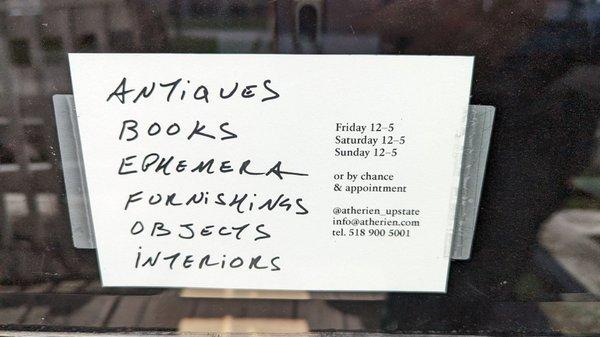 ANTiQUES
BOOKS
EPHEMERA
FURNiSHiNGS
OBJECTS
iNTERiORS
Friday 12–5
Saturday 12–5
Sunday 12–5
or by chance
& appointment
@atherien_upstate
info@atherien.com
tel. 518 900 5001